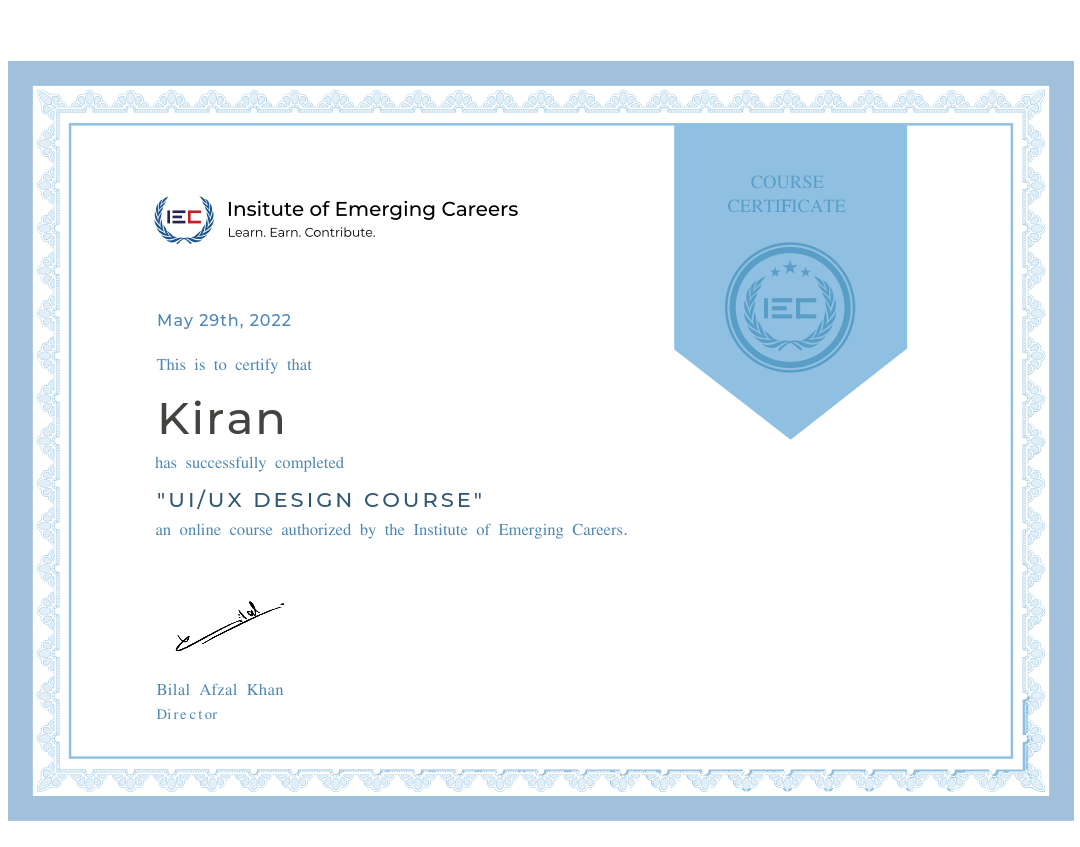 COURSE
CERTIFICATE
IEC
Insitute of Emerging Careers
Learn. Earn. Contribute.
IEC
May 29th, 2022
This is to certify that
Kiran
has successfully completed
"UI/UX DESIGN COURSE"
an online course authorized by the Institute of Emerging Careers.
Bilal
Bilal Afzal Khan
Director